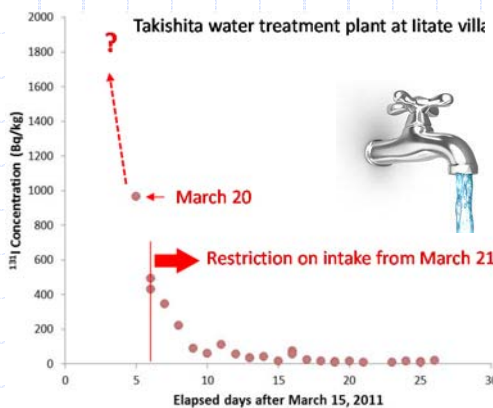 Takishita water treatment plant at Iitate villa
2000
1800
1600
1400
1200
1000
800
600
400
200
0
?
March 20
Restriction on intake from March 21
¹³¹I Concentration (Bq/kg)
0 5 10 15 20 25 30
Elapsed days after March 15, 2011